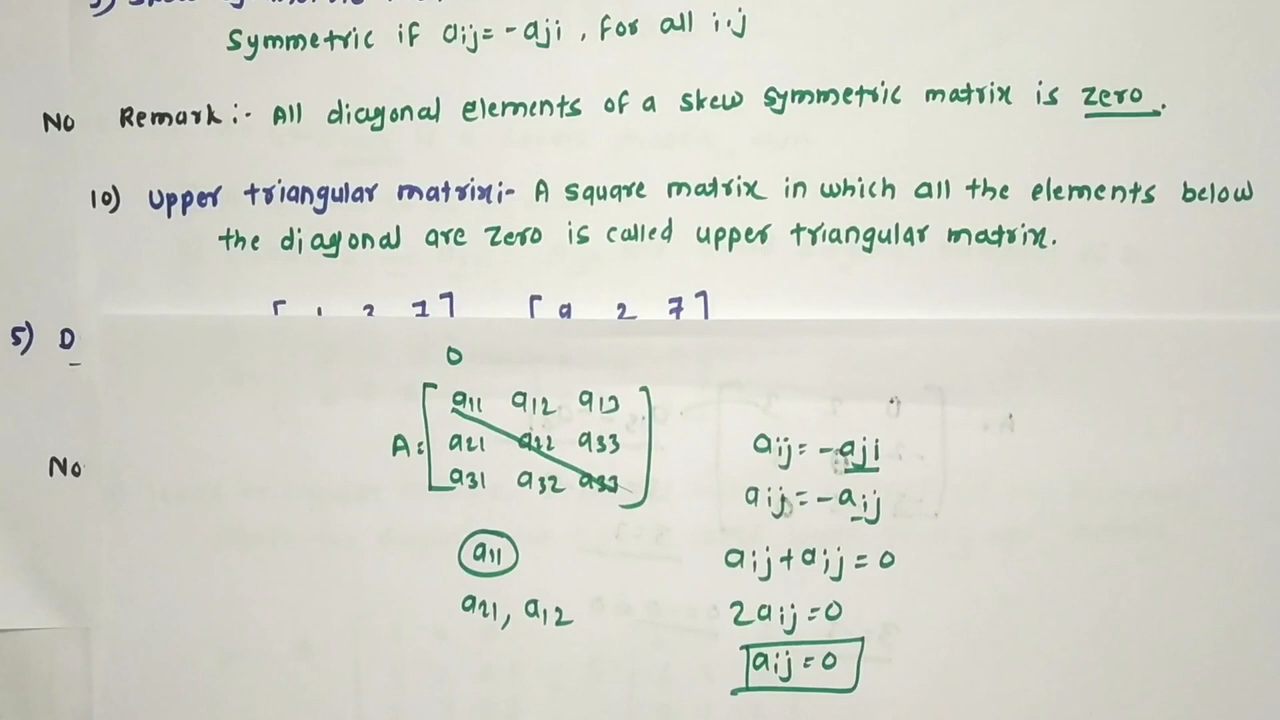 Symmetric if aij = -aji , for all i,j
No Remark :- All diagonal elements of a skew symmetric matrix is zero.
10) Upper triangular matrix :- A square matrix in which all the elements below
the diagonal are zero is called upper triangular matrix.
5) D
0
a11 a12 a13
A = a21 a22 a33
a31 a32 a33
No
a11
a21, a12
aij = -aji
aij = -aij
aij + aij = 0
2aij = 0
aij = 0